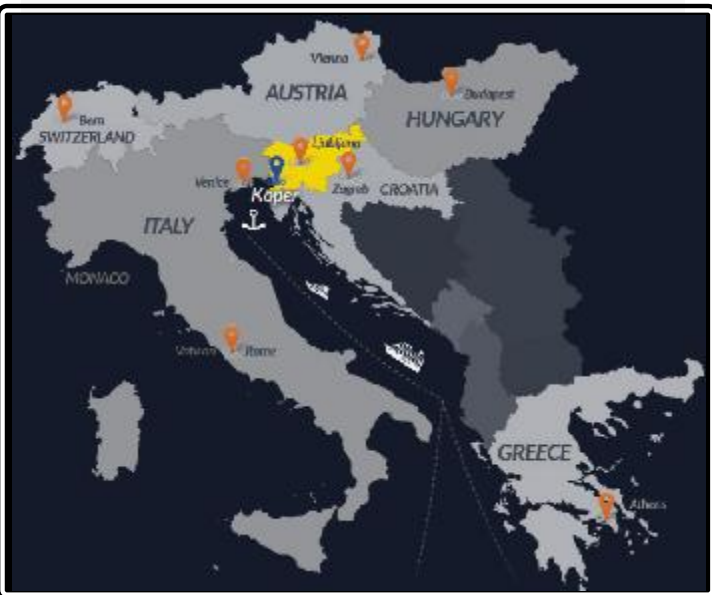 Vienna
AUSTRIA
Budapest
HUNGARY
Bern
SWITZERLAND
Ljubljana
Venice
Zagreb
CROATIA
Koper
ITALY
MONACO
Vatican
Rome
GREECE
Athens